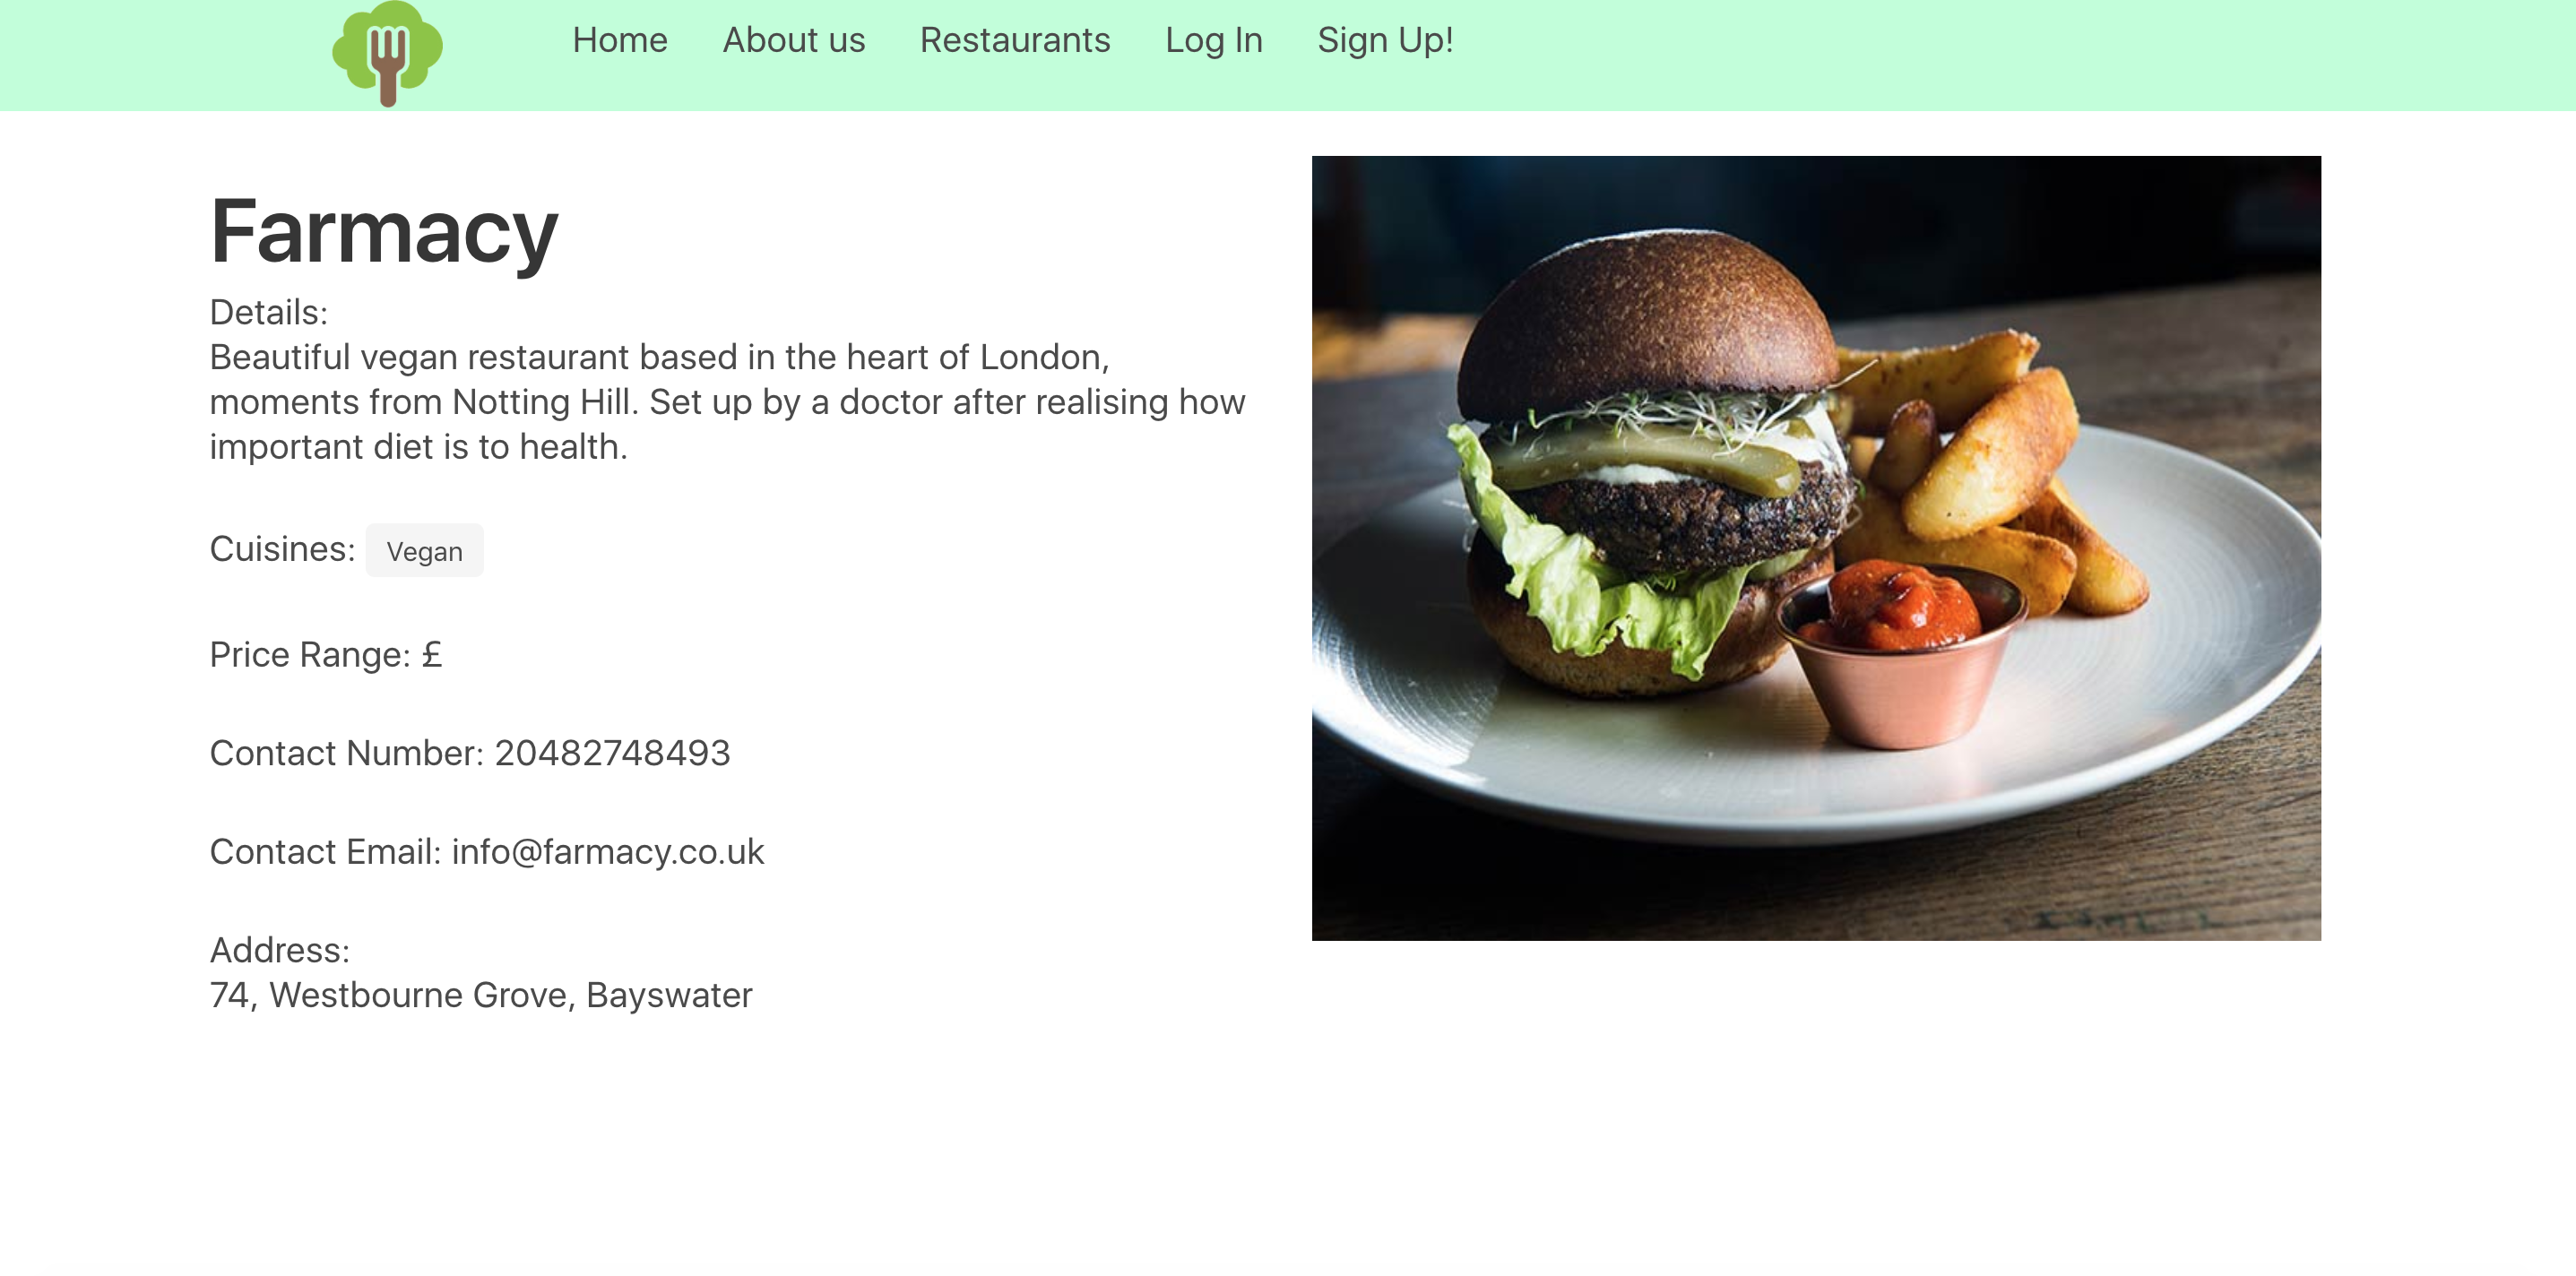 Home About us Restaurants Log In Sign Up!
Farmacy
Details:
Beautiful vegan restaurant based in the heart of London,
moments from Notting Hill. Set up by a doctor after realising how
important diet is to health.
Cuisines: Vegan
Price Range: £
Contact Number: 20482748493
Contact Email: info@farmacy.co.uk
Address:
74, Westbourne Grove, Bayswater